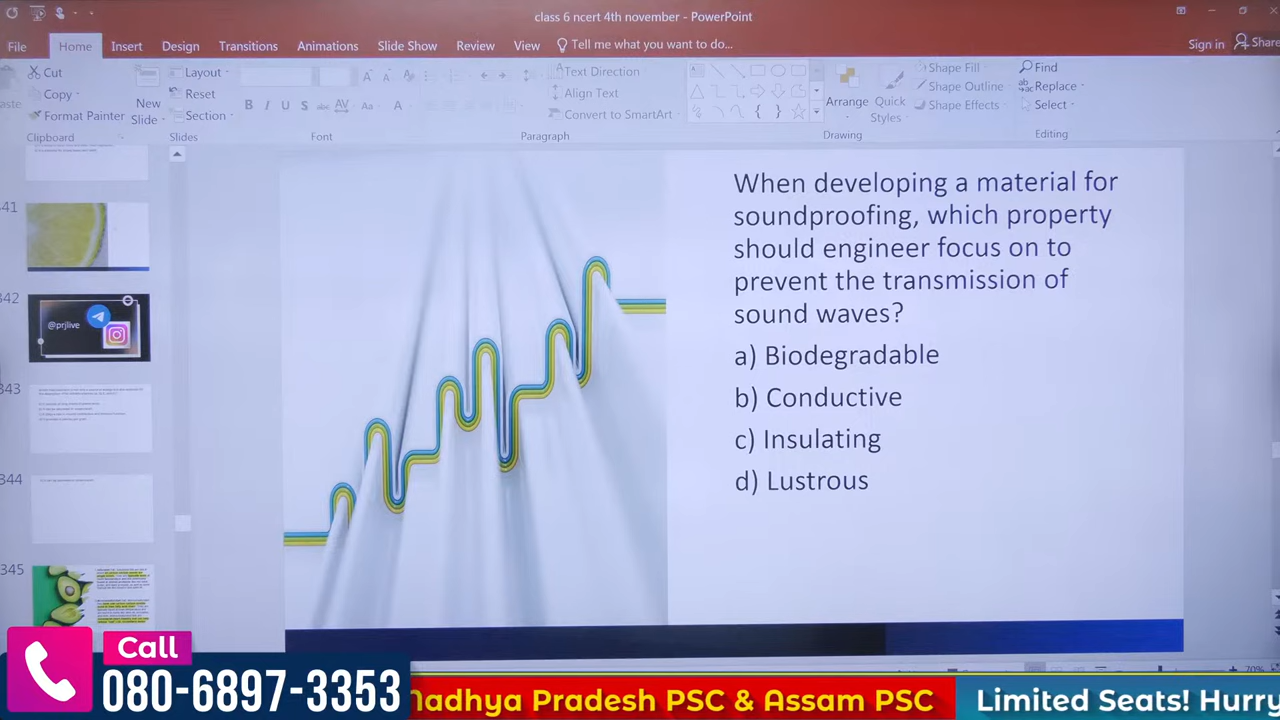 class 6 ncert 4th november - PowerPoint
File Home Insert Design Transitions Animations Slide Show Review View Tell me what you want to do... Sign in Share
Cut
Copy
Format Painter
Clipboard
New
Slide
Layout
Reset
Section
Slides
Font
Text Direction
Align Text
Convert to SmartArt
Paragraph
Arrange
Quick
Styles
Shape Fill
Shape Outline
Shape Effects
Drawing
Find
Replace
Select
Editing
41
342
@prjlive
343
344
345
When developing a material for
soundproofing, which property
should engineer focus on to
prevent the transmission of
sound waves?
a) Biodegradable
b) Conductive
c) Insulating
d) Lustrous
70%
Call
080-6897-3353
Madhya Pradesh PSC & Assam PSC
Limited Seats! Hurry